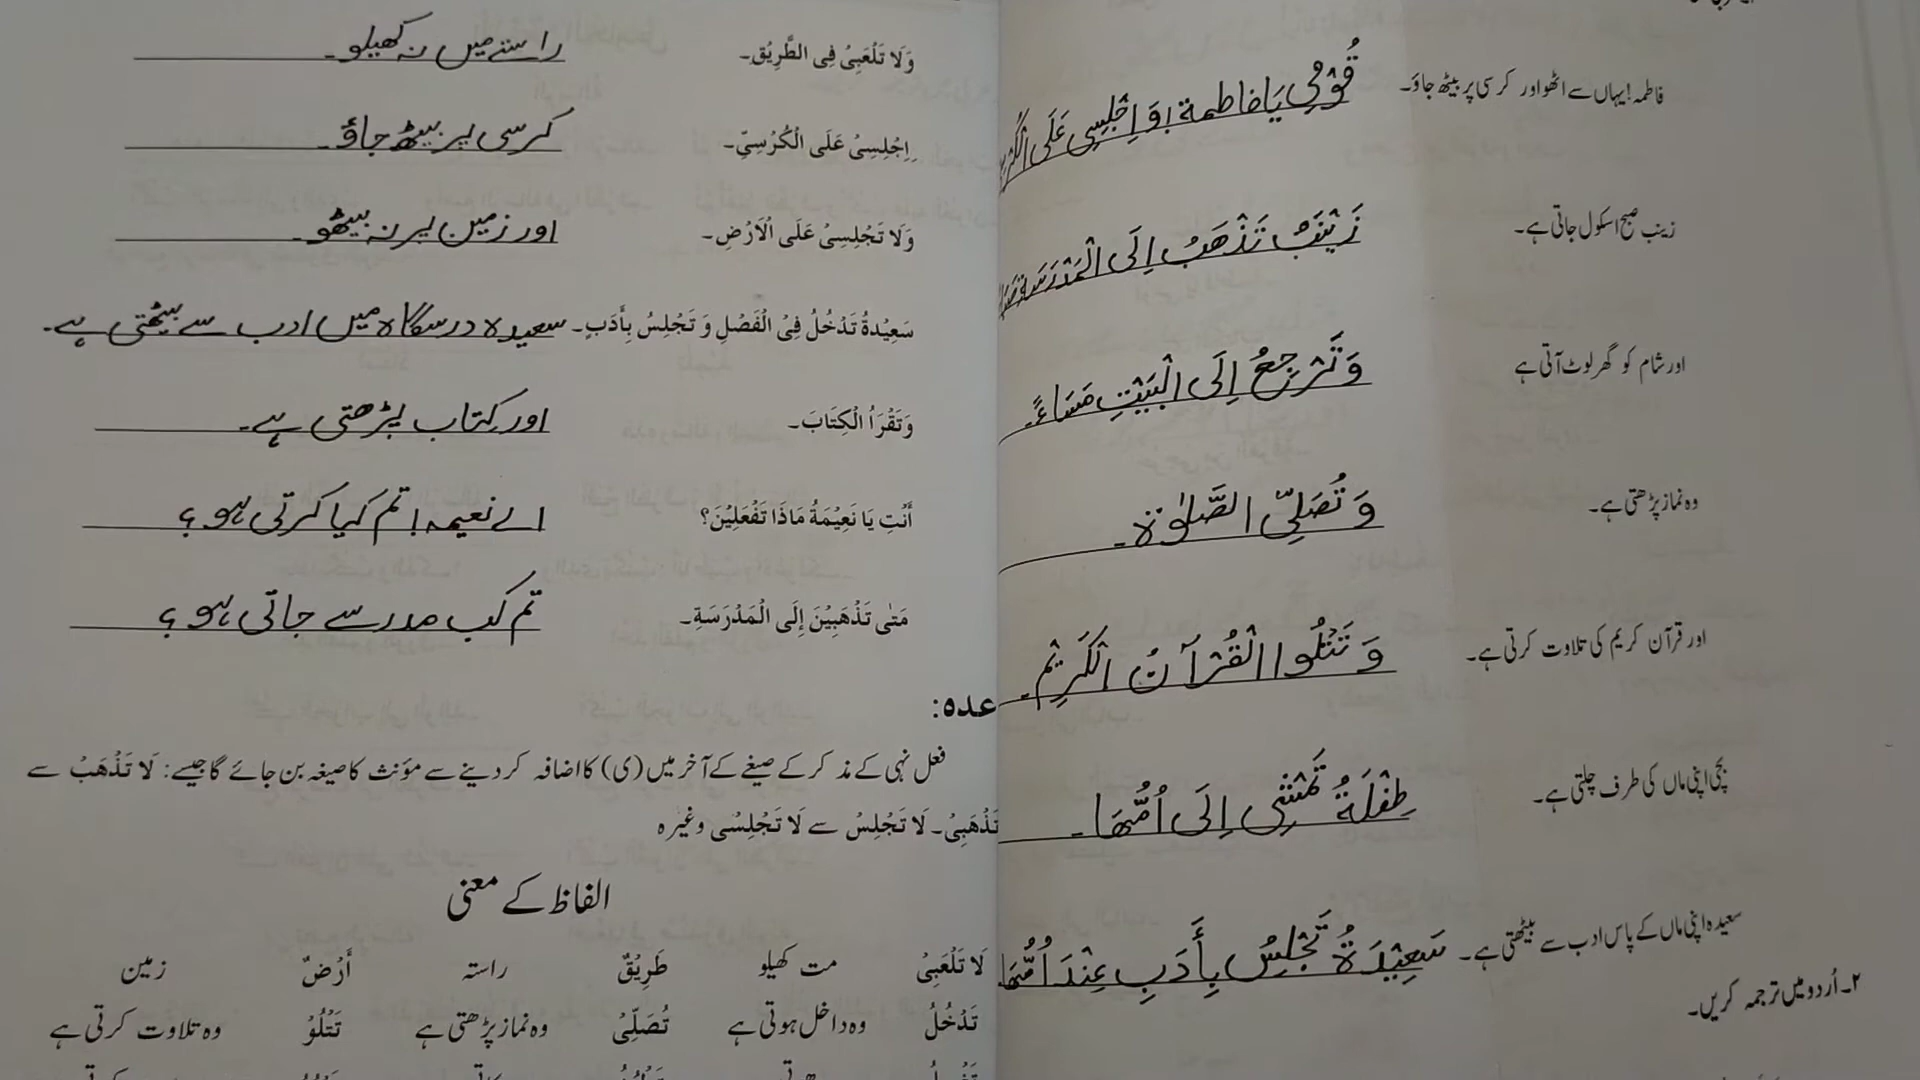 فاطمہ! یہاں سے اٹھو اور کرسی پر بیٹھ جاؤ۔ قُوْمِي يَا فَاطِمة وَ اِجْلِسِى عَلَى
زینب صبح اسکول جاتی ہے۔ زَيْنَبُ تَذْهَبُ اِلَى الْمَدْرَسَة
اور شام کو گھر لوٹ آتی ہے وَتَرْجِعُ اِلَى الْبَيْتِ مَسَاءً۔
وہ نماز پڑھتی ہے۔ وَ تُصَلِّى الصَّلٰوۃ۔
اور قرآن کریم کی تلاوت کرتی ہے۔ وَ تَتْلُوا الْقُرْآنُ الْكَرِيْم۔
بچی اپنی ماں کی طرف چلتی ہے۔ طِفْلَةُ تَمْشِى اِلَى اُمُّهَا۔
سعیدہ اپنی ماں کے پاس ادب سے بیٹھتی ہے۔ سَعِيْدَةُ تَجْلِسُ بِأَدَبِ عِنْدَ اُمُّهَا
۲۔ اُردو میں ترجمہ کریں۔
وَلَا تَلْعَبِىْ فِى الطَّرِيْقِ۔ راستے میں نہ کھیلو۔
اِجْلِسِىْ عَلَى الْكُرْسِيِّ۔ کرسی پر بیٹھ جاؤ۔
وَلَا تَجْلِسِىْ عَلَى الْاَرْضِ۔ اور زمین پر نہ بیٹھو۔
سَعِيْدَةُ تَدْخُلُ فِىْ الْفَصْلِ وَ تَجْلِسُ بِأَدَبٍ۔ سعیدہ درسگاہ میں ادب سے بیٹھتی ہے۔
وَتَقْرَاُ الْكِتَابَ۔ اور کتاب پڑھتی ہے۔
أَنْتِ يَا نَعِيْمَةُ مَاذَا تَفْعَلِيْنَ؟ اے نعیمہ! تم کیا کرتی ہو؟
مَتٰى تَذْهَبِيْنَ إِلَى الْمَدْرَسَةِ۔ تم کب مدرسے جاتی ہو؟
عدہ ۵:
فعل نہی کے مذکر کے صیغے کے آخر میں (ی) کا اضافہ کر دینے سے مؤنث کا صیغہ بن جائے گا جیسے: لَا تَذْهَبْ سے
تَذْهَبِىْ۔ لَا تَجْلِسْ سے لَا تَجْلِسْى وغیرہ
الفاظ کے معنی
لَا تَلْعَبِىْ مت کھیلو طَرِيْقٌ راستہ أَرْضٌ زمین
تَدْخُلُ وہ داخل ہوتی ہے تُصَلِّىْ وہ نماز پڑھتی ہے تَتْلُوْ وہ تلاوت کرتی ہے